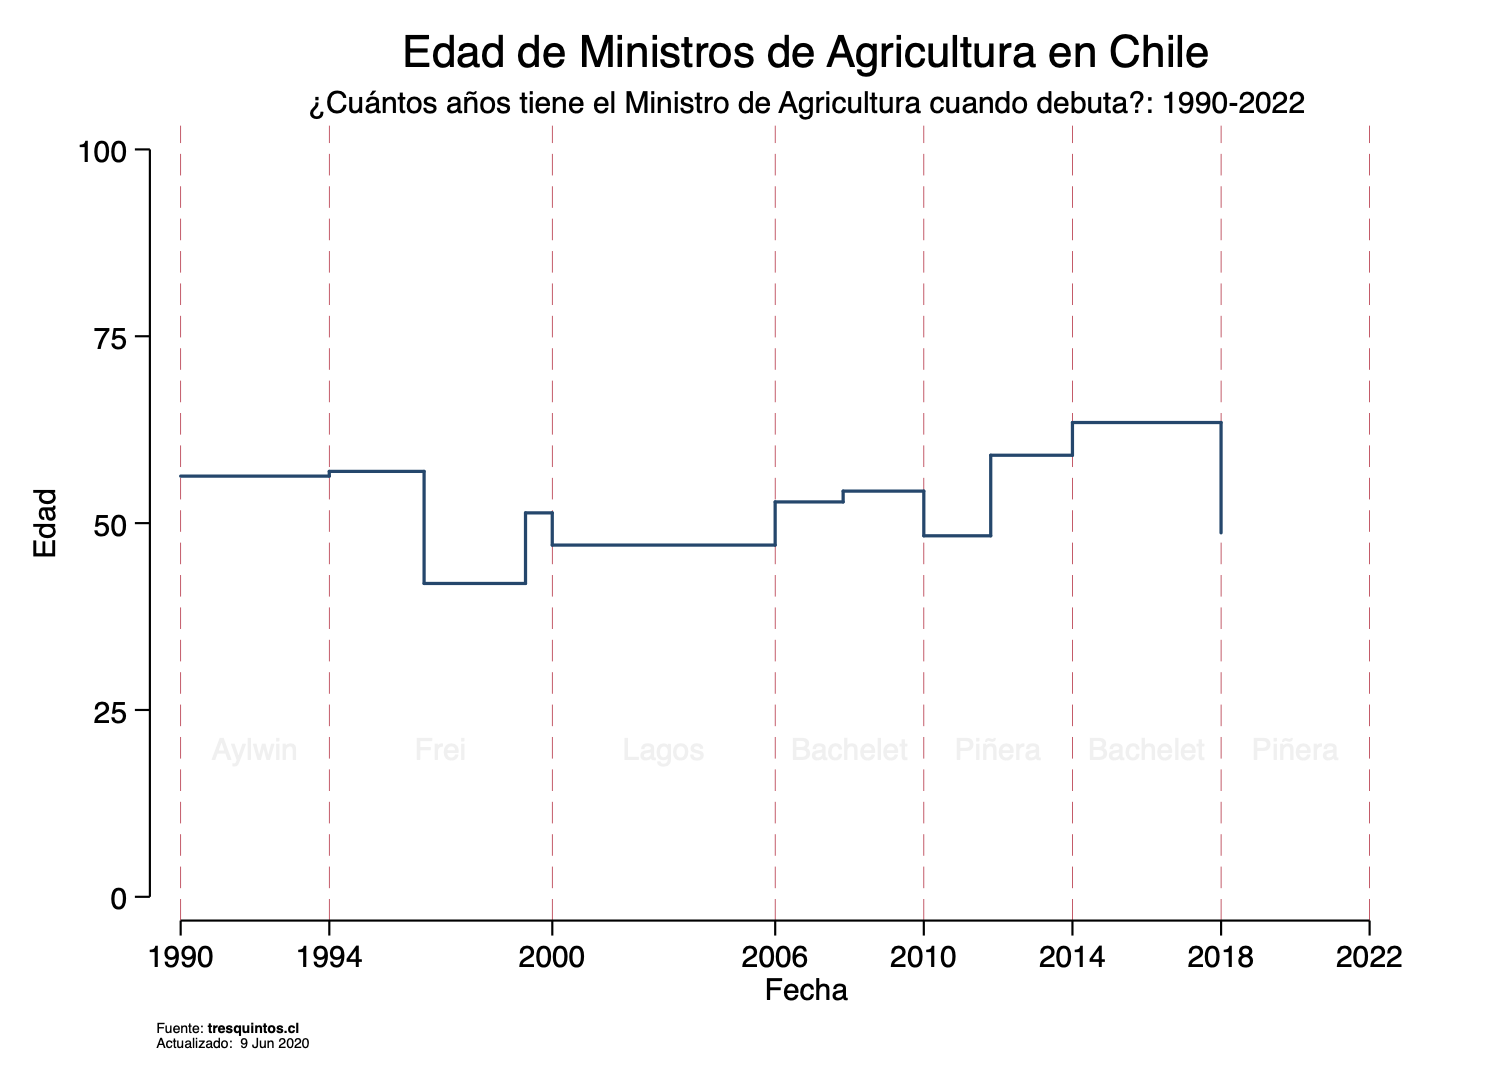 Edad de Ministros de Agricultura en Chile
¿Cuántos años tiene el Ministro de Agricultura cuando debuta?: 1990-2022
100
75
50
25
0
Edad
Aylwin Frei Lagos Bachelet Piñera Bachelet Piñera
1990 1994 2000 2006 2010 2014 2018 2022
Fecha
Fuente: tresquintos.cl
Actualizado:  9 Jun 2020